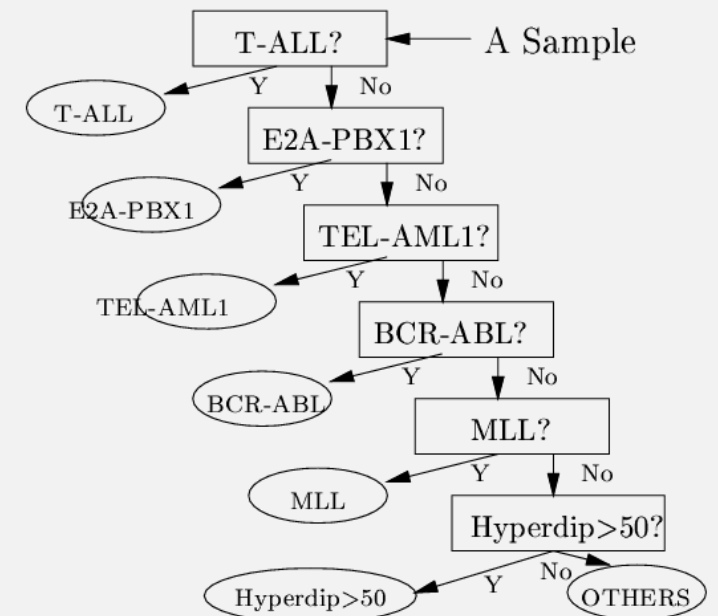 T-ALL?
A Sample
Y
No
T-ALL
E2A-PBX1?
Y
No
E2A-PBX1
TEL-AML1?
Y
No
TEL-AML1
BCR-ABL?
Y
No
BCR-ABL
MLL?
Y
No
MLL
Hyperdip>50?
Y
No
Hyperdip>50
OTHERS